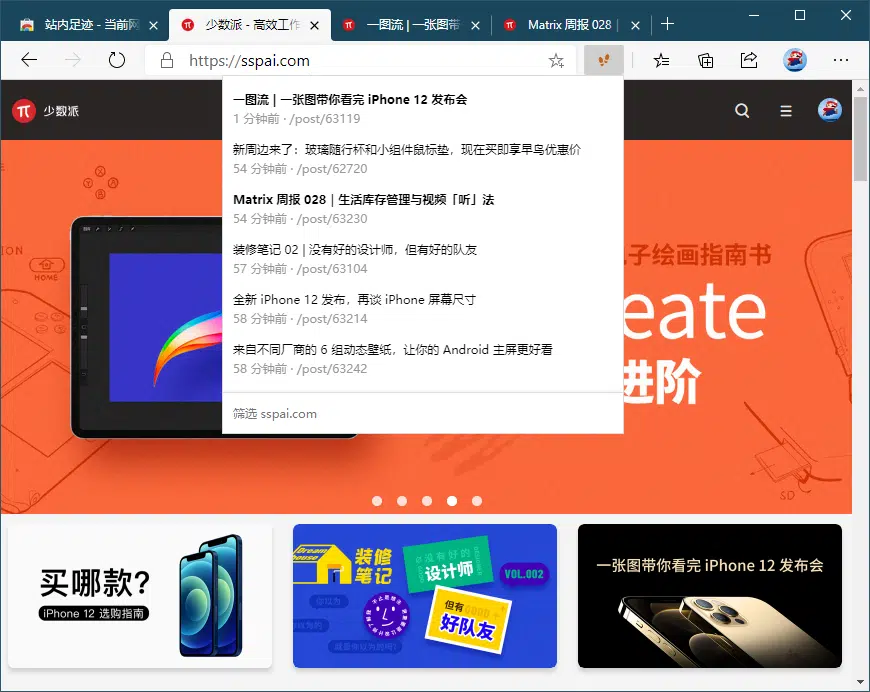 站内足迹 - 当前网
少数派 - 高效工作
一图流 | 一张图带
Matrix 周报 028 |
https://sspai.com
少数派
一图流 | 一张图带你看完 iPhone 12 发布会
1 分钟前 · /post/63119
新周边来了：玻璃随行杯和小组件鼠标垫，现在买即享早鸟优惠价
54 分钟前 · /post/62720
Matrix 周报 028 | 生活库存管理与视频「听」法
54 分钟前 · /post/63230
装修笔记 02 | 没有好的设计师，但有好的队友
57 分钟前 · /post/63104
全新 iPhone 12 发布，再谈 iPhone 屏幕尺寸
58 分钟前 · /post/63214
来自不同厂商的 6 组动态壁纸，让你的 Android 主屏更好看
58 分钟前 · /post/63242
筛选 sspai.com
X
Y
A
B
ION
HOME
子绘画指南书
eate
进阶
SD
买哪款?
iPhone 12 选购指南
Dream house
装修
笔记
没有好的
设计师
VOL.002
但有 GOOD
好队友
一张图带你看完 iPhone 12 发布会